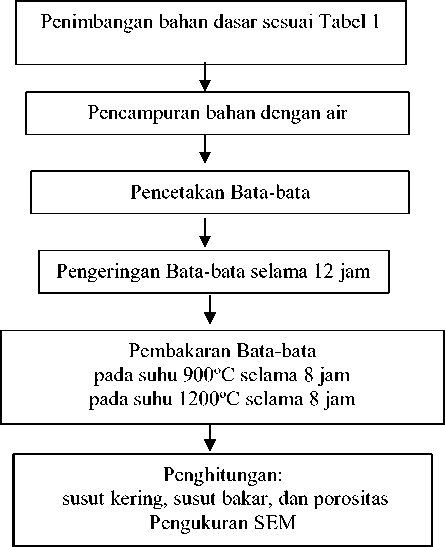 Penimbangan bahan dasar sesuai Tabel 1
Pencampuran bahan dengan air
Pencetakan Bata-bata
Pengeringan Bata-bata selama 12 jam
Pembakaran Bata-bata
pada suhu 900°C selama 8 jam
pada suhu 1200°C selama 8 jam
Penghitungan:
susut kering, susut bakar, dan porositas
Pengukuran SEM